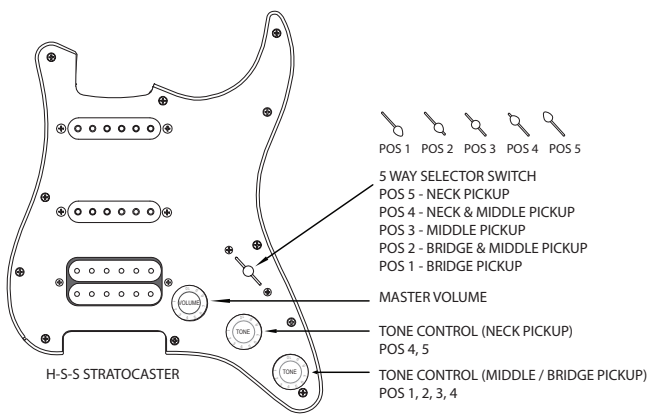 POS 1 POS 2 POS 3 POS 4 POS 5
5 WAY SELECTOR SWITCH
POS 5 - NECK PICKUP
POS 4 - NECK & MIDDLE PICKUP
POS 3 - MIDDLE PICKUP
POS 2 - BRIDGE & MIDDLE PICKUP
POS 1 - BRIDGE PICKUP
VOLUME
MASTER VOLUME
TONE
TONE CONTROL (NECK PICKUP)
POS 4, 5
H-S-S STRATOCASTER
TONE
TONE CONTROL (MIDDLE / BRIDGE PICKUP)
POS 1, 2, 3, 4